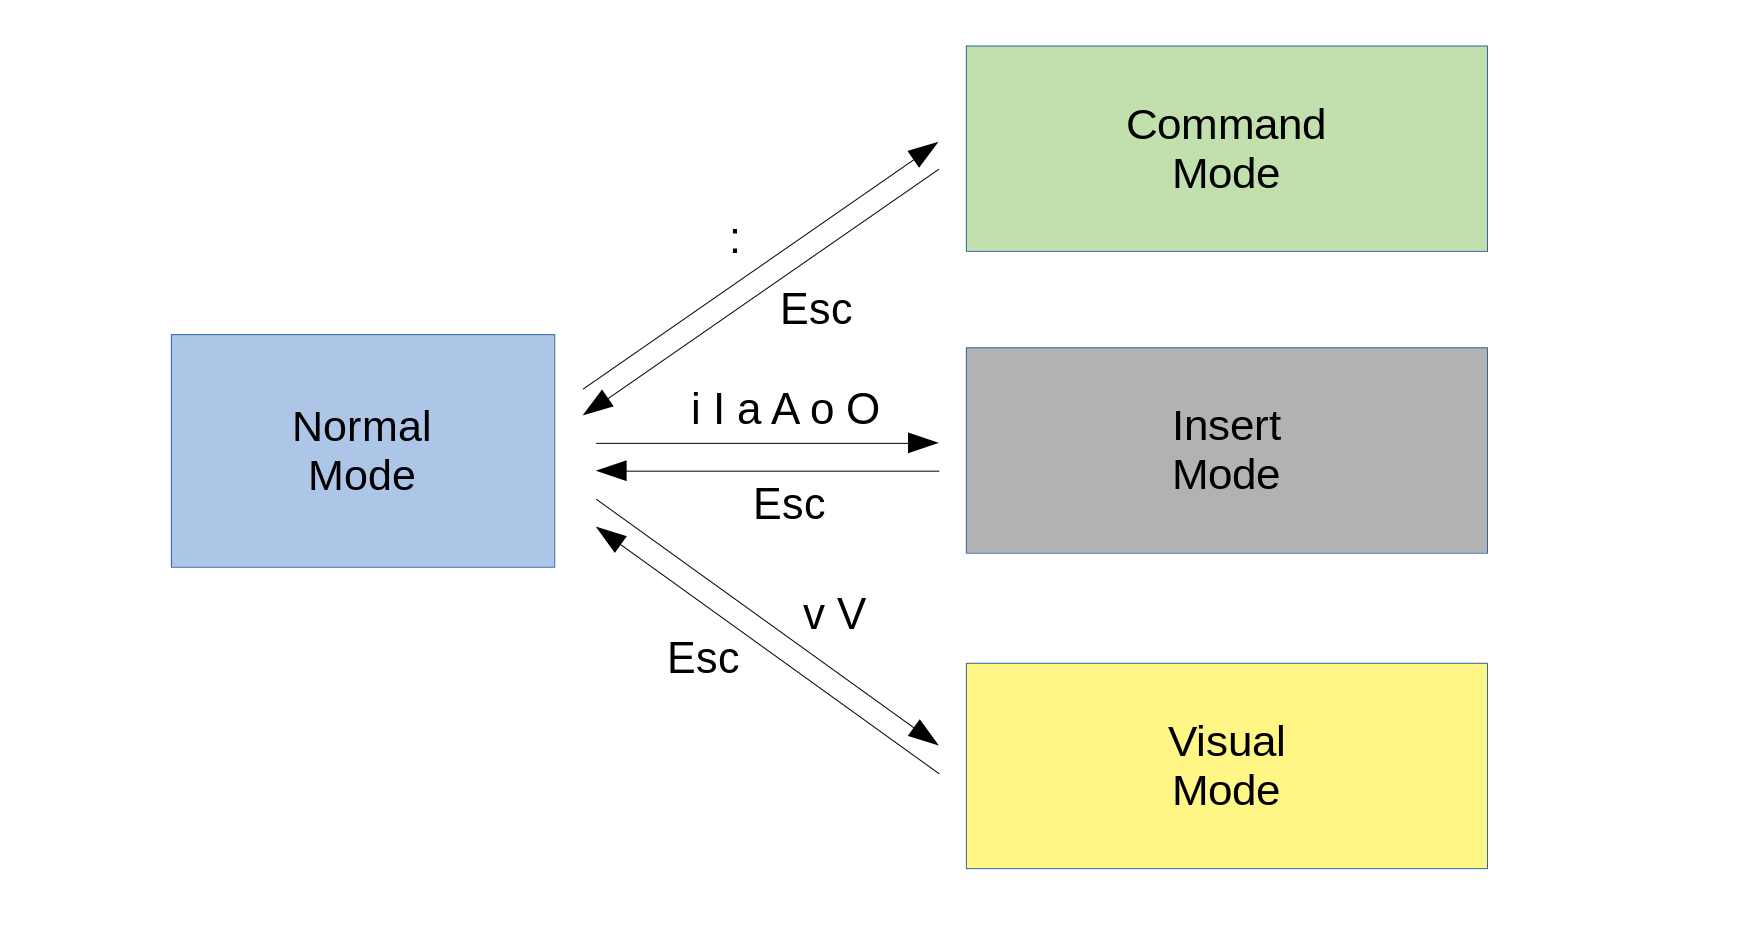 Command
Mode
:
Esc
Normal
Mode
i I a A o O
Esc
Insert
Mode
v V
Esc
Visual
Mode